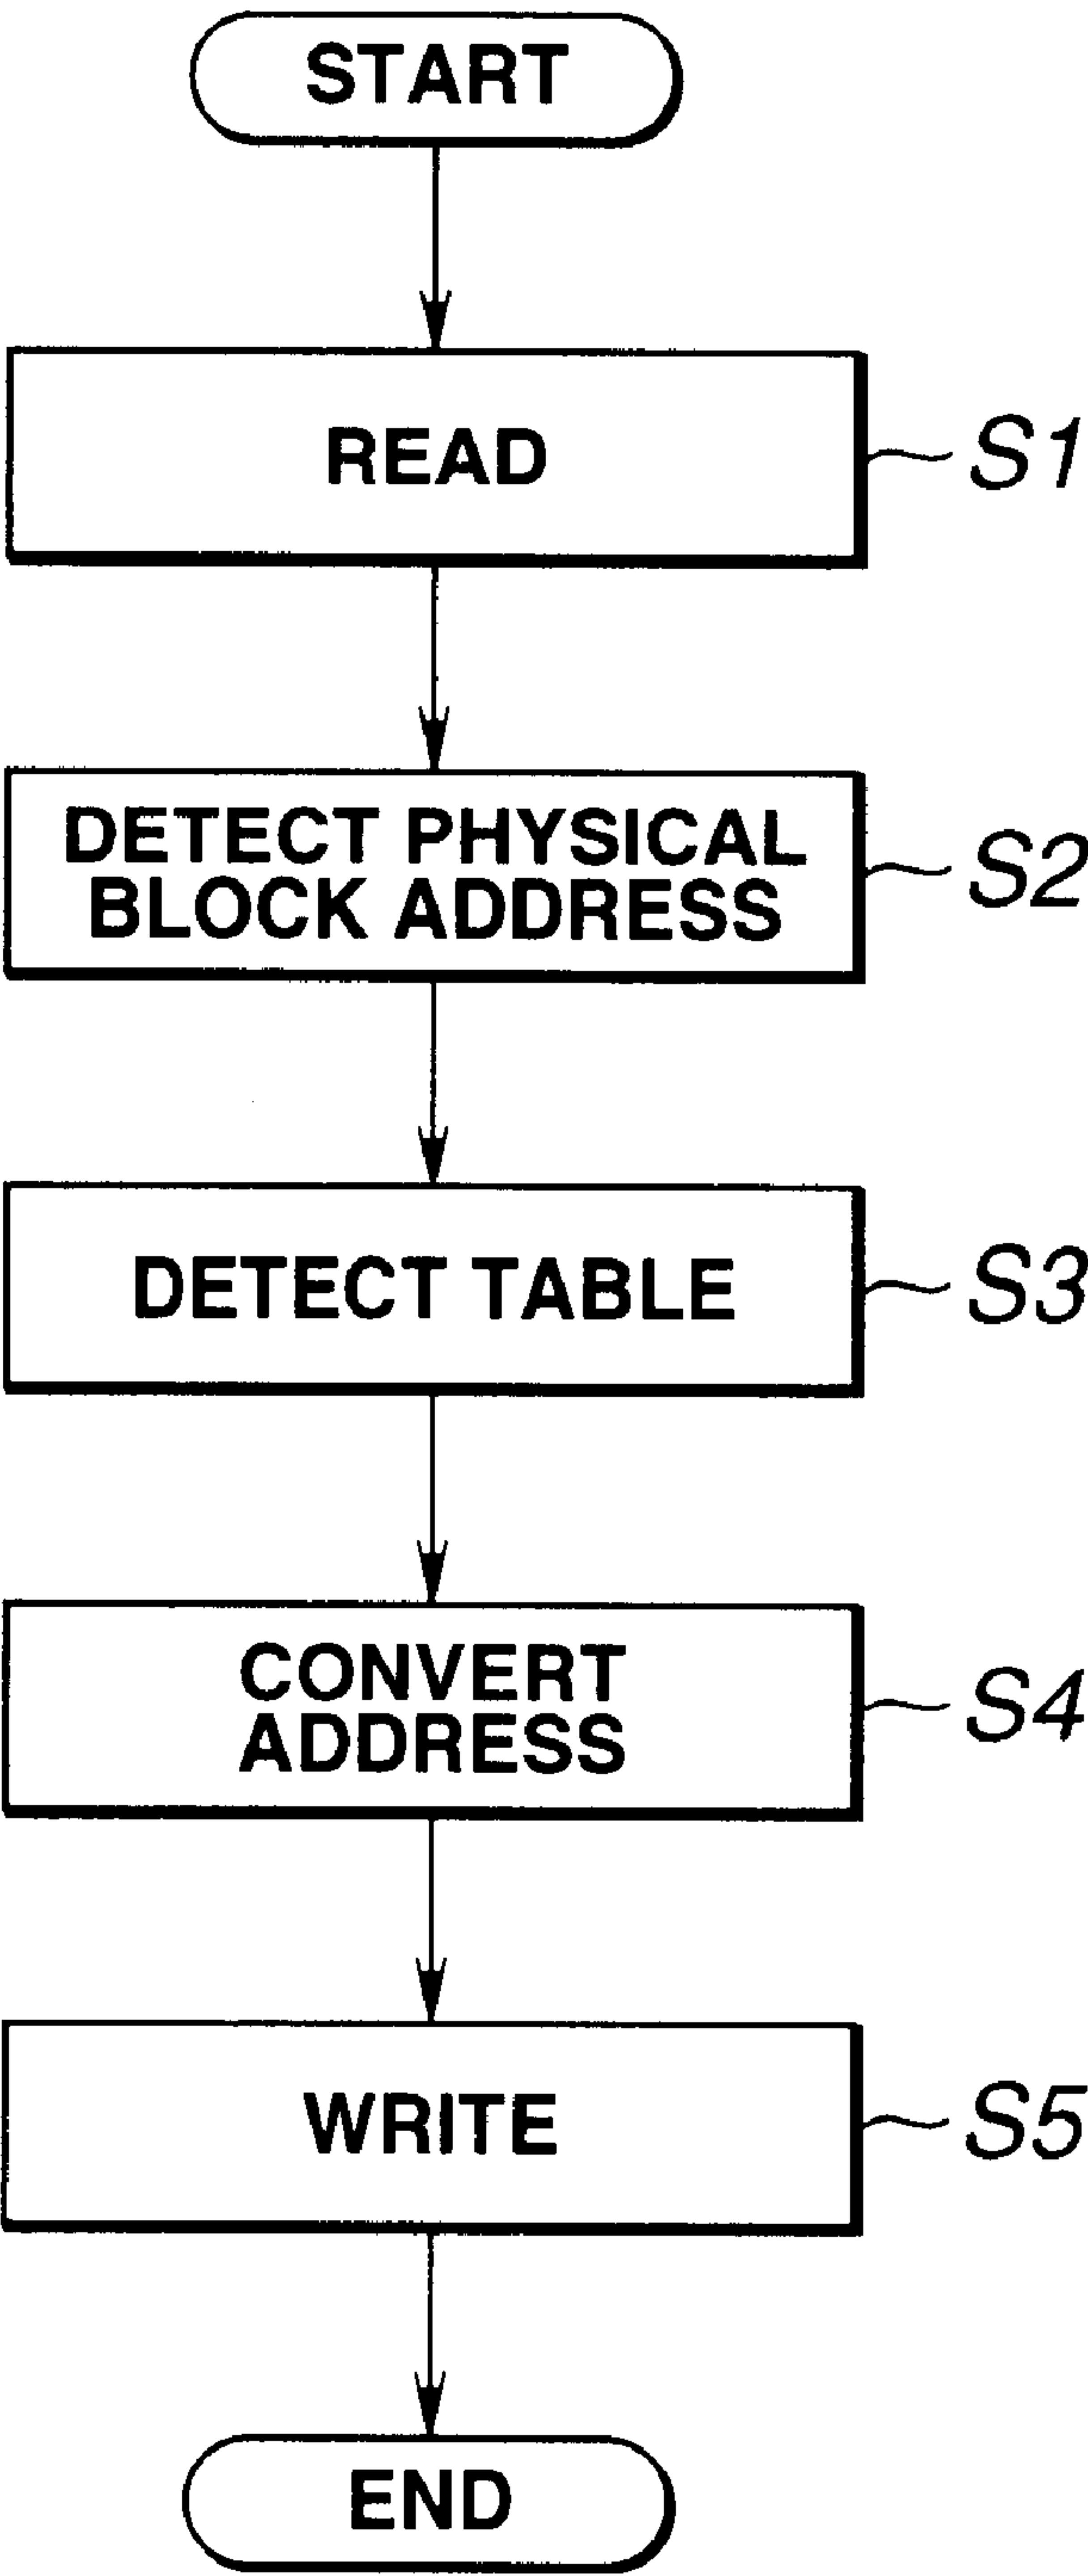 START
READ
S1
DETECT PHYSICAL
BLOCK ADDRESS
S2
DETECT TABLE
S3
CONVERT
ADDRESS
S4
WRITE
S5
END